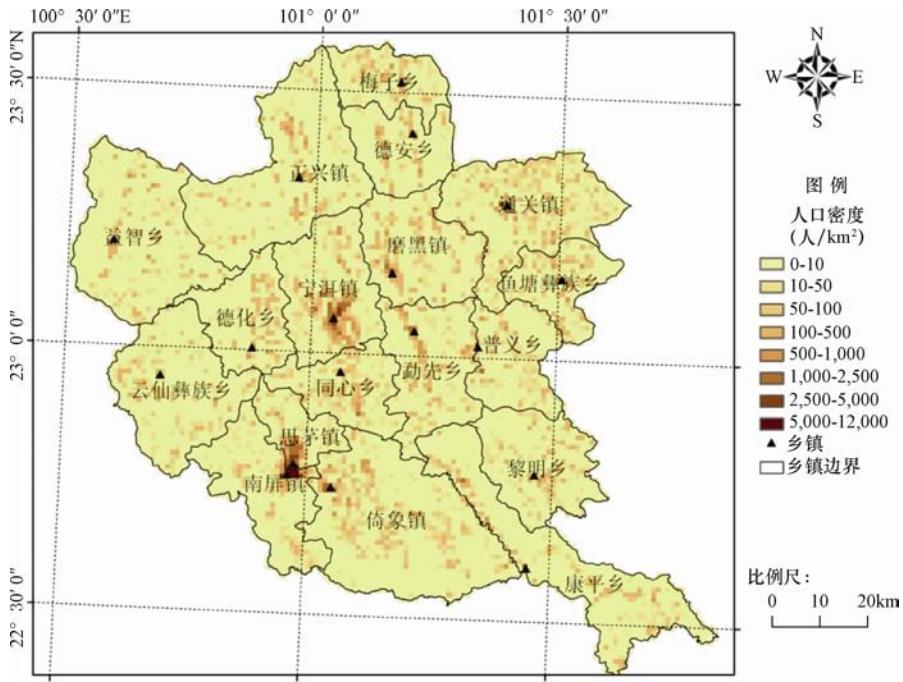 100° 30′ 0″E
101° 0′ 0″
101° 30′ 0″
23° 30′ 0″N
23° 0′ 0″
22° 30′ 0″
N
W
E
S
梅子乡
德安乡
正兴镇
通关镇
益智乡
磨黑镇
鱼塘彝族乡
宝洱镇
德化乡
普义乡
勐先乡
同心乡
云仙彝族乡
思茅镇
黎明乡
南屏镇
倚象镇
康平乡
图 例
人口密度
(人/km²)
0-10
10-50
50-100
100-500
500-1,000
1,000-2,500
2,500-5,000
5,000-12,000
乡镇
乡镇边界
比例尺:
0 10 20km